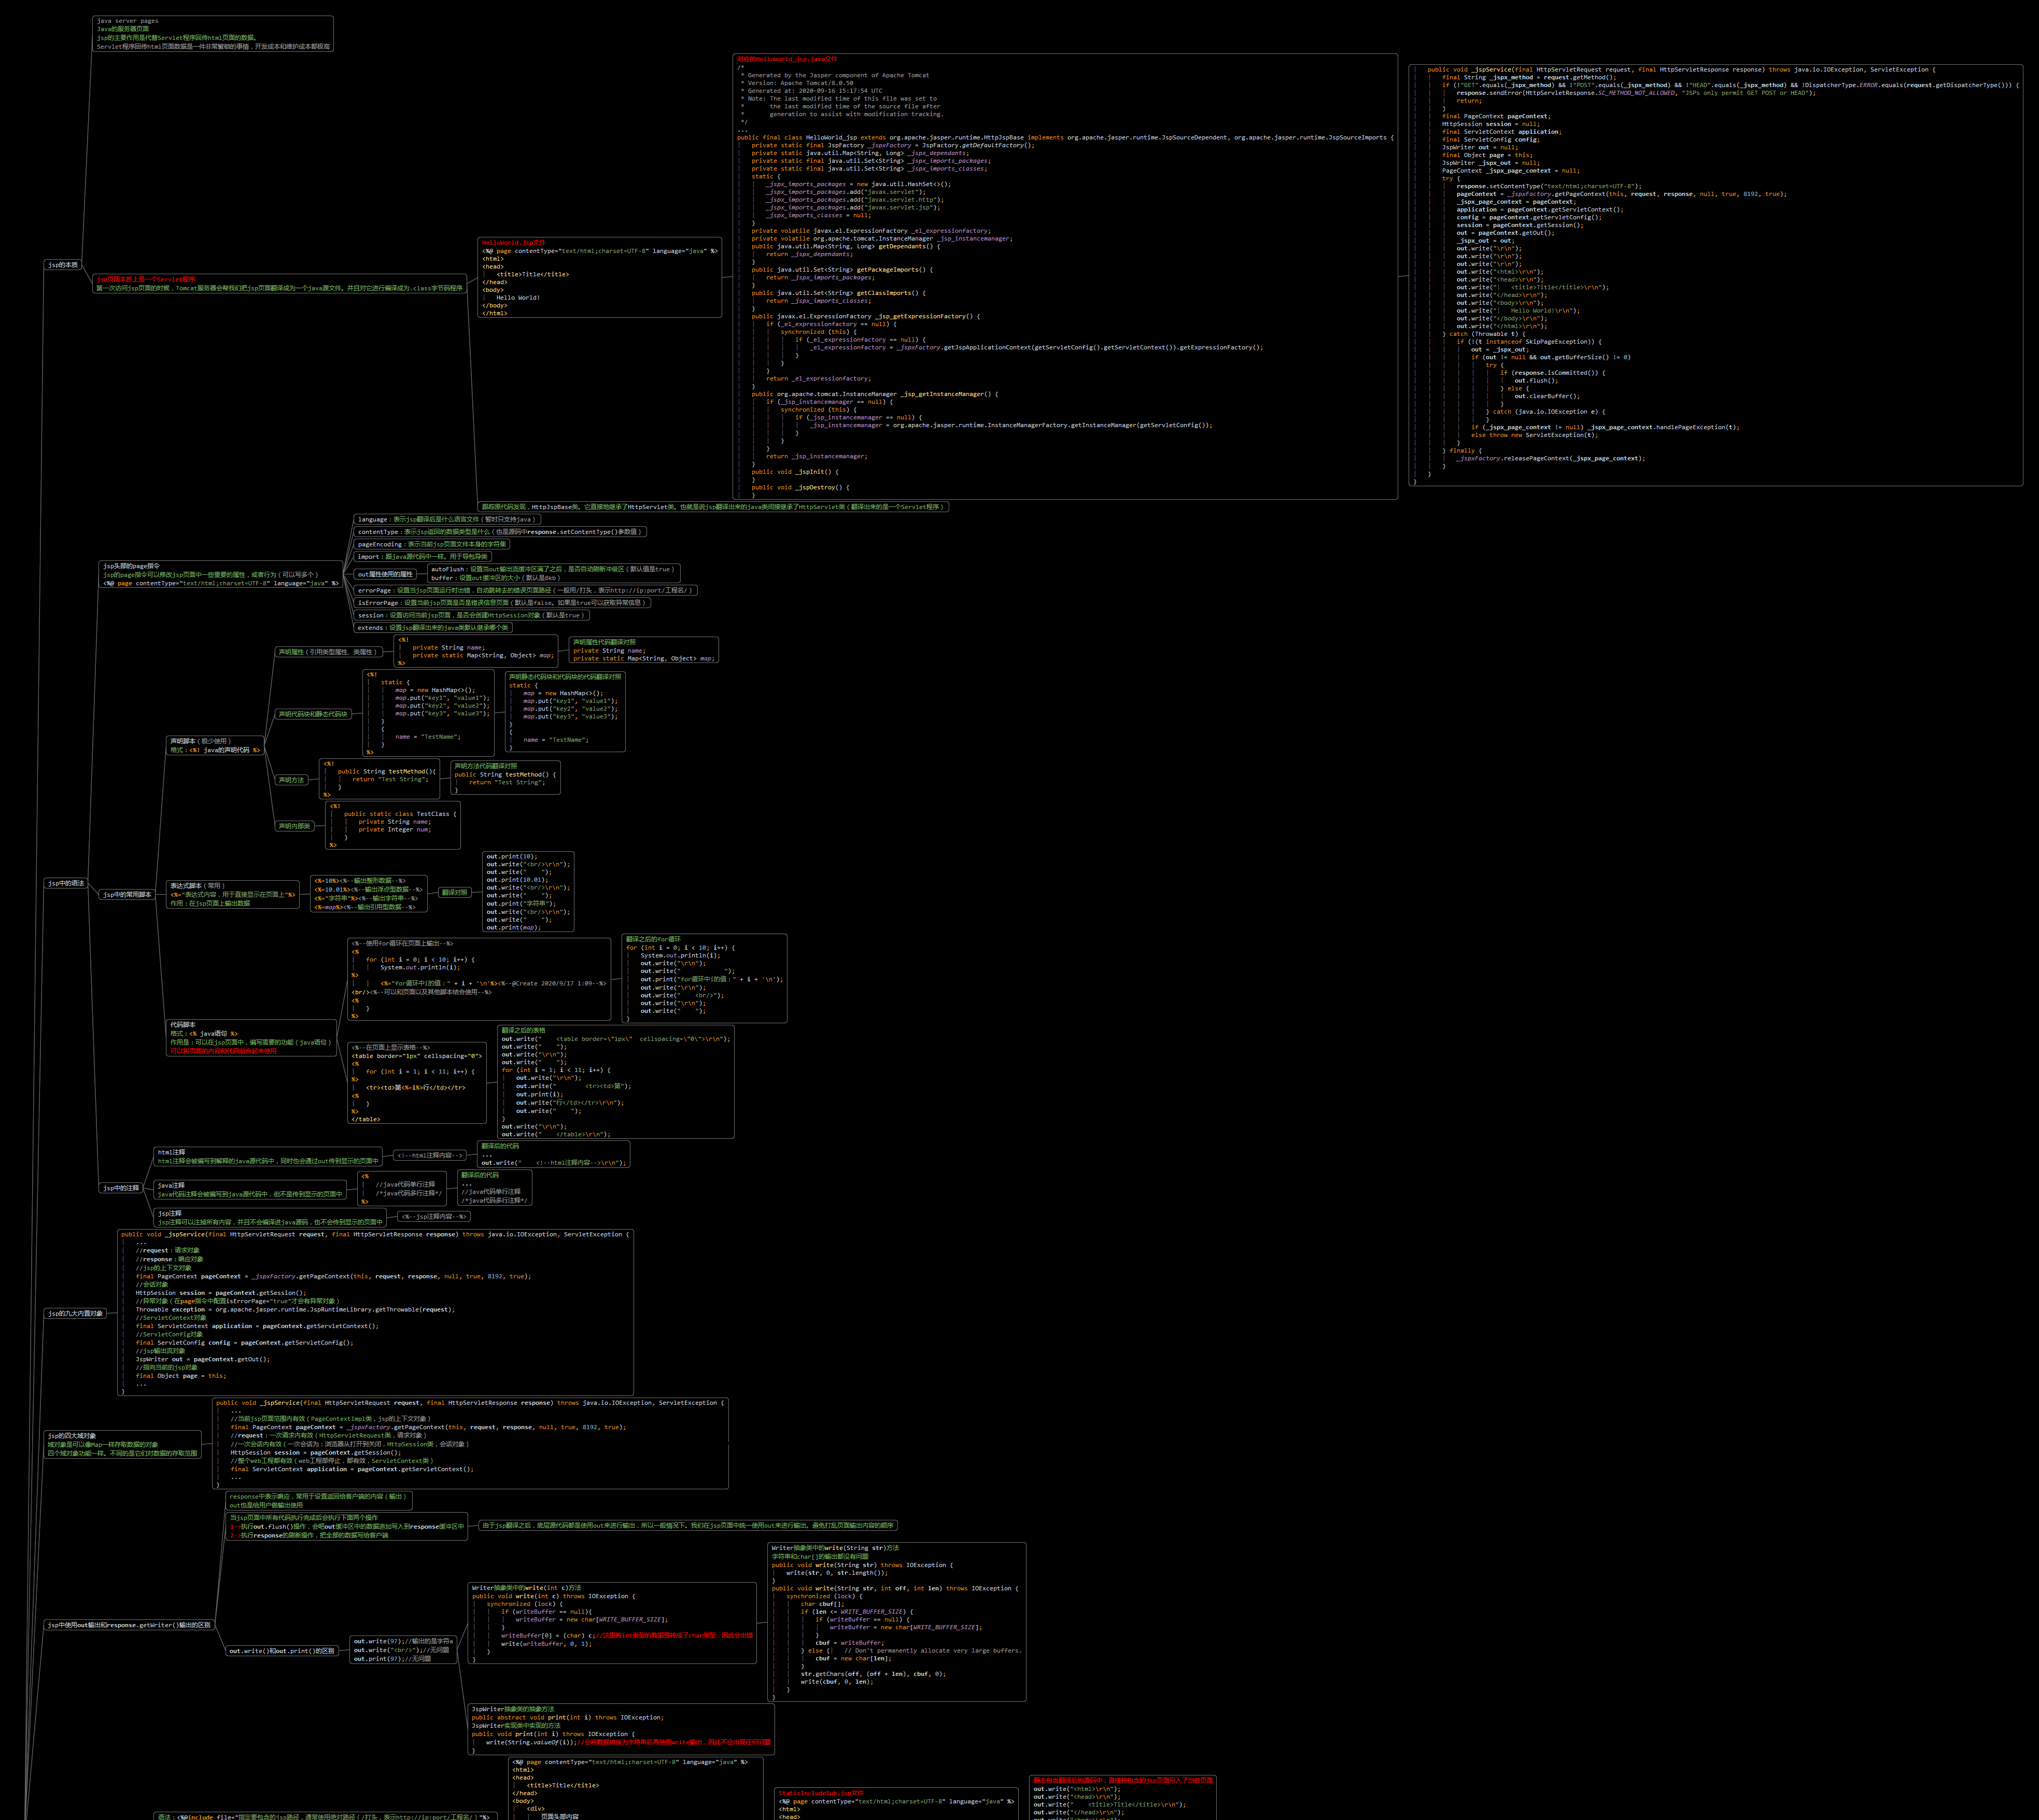 java server pages
Java的服务器页面
jsp的主要作用是代替Servlet程序回传html页面的数据。
Servlet程序回传html页面数据是一件非常繁琐的事情，开发成本和维护成本都极高
jsp的本质
jsp页面本质上是一个Servlet程序
第一次访问jsp页面的时候，Tomcat服务器会帮我们把jsp页面翻译成为一个java源文件。并且对它进行编译成为.class字节码程序
HelloWorld.jsp文件
<%@ page contentType="text/html;charset=UTF-8" language="java" %>
<html>
<head>
<title>Title</title>
</head>
<body>
Hello World!
</body>
</html>
对应的HelloWorld_jsp.java文件
/*
* Generated by the Jasper component of Apache Tomcat
* Version: Apache Tomcat/8.0.50
* Generated at: 2020-09-16 15:17:54 UTC
* Note: The last modified time of this file was set to
*       the last modified time of the source file after
*       generation to assist with modification tracking.
*/
...
public final class HelloWorld_jsp extends org.apache.jasper.runtime.HttpJspBase implements org.apache.jasper.runtime.JspSourceDependent, org.apache.jasper.runtime.JspSourceImports {
private static final JspFactory _jspxFactory = JspFactory.getDefaultFactory();
private static java.util.Map<String, Long> _jspx_dependants;
private static final java.util.Set<String> _jspx_imports_packages;
private static final java.util.Set<String> _jspx_imports_classes;
static {
_jspx_imports_packages = new java.util.HashSet<>();
_jspx_imports_packages.add("javax.servlet");
_jspx_imports_packages.add("javax.servlet.http");
_jspx_imports_packages.add("javax.servlet.jsp");
_jspx_imports_classes = null;
}
private volatile javax.el.ExpressionFactory _el_expressionfactory;
private volatile org.apache.tomcat.InstanceManager _jsp_instancemanager;
public java.util.Map<String, Long> getDependants() {
return _jspx_dependants;
}
public java.util.Set<String> getPackageImports() {
return _jspx_imports_packages;
}
public java.util.Set<String> getClassImports() {
return _jspx_imports_classes;
}
public javax.el.ExpressionFactory _jsp_getExpressionFactory() {
if (_el_expressionfactory == null) {
synchronized (this) {
if (_el_expressionfactory == null) {
_el_expressionfactory = _jspxFactory.getJspApplicationContext(getServletConfig().getServletContext()).getExpressionFactory();
}
}
}
return _el_expressionfactory;
}
public org.apache.tomcat.InstanceManager _jsp_getInstanceManager() {
if (_jsp_instancemanager == null) {
synchronized (this) {
if (_jsp_instancemanager == null) {
_jsp_instancemanager = org.apache.jasper.runtime.InstanceManagerFactory.getInstanceManager(getServletConfig());
}
}
}
return _jsp_instancemanager;
}
public void _jspInit() {
}
public void _jspDestroy() {
}
public void _jspService(final HttpServletRequest request, final HttpServletResponse response) throws java.io.IOException, ServletException {
final String _jspx_method = request.getMethod();
if (!"GET".equals(_jspx_method) && !"POST".equals(_jspx_method) && !"HEAD".equals(_jspx_method) && !DispatcherType.ERROR.equals(request.getDispatcherType())) {
response.sendError(HttpServletResponse.SC_METHOD_NOT_ALLOWED, "JSPs only permit GET POST or HEAD");
return;
}
final PageContext pageContext;
HttpSession session = null;
final ServletContext application;
final ServletConfig config;
JspWriter out = null;
final Object page = this;
JspWriter _jspx_out = null;
PageContext _jspx_page_context = null;
try {
response.setContentType("text/html;charset=UTF-8");
pageContext = _jspxFactory.getPageContext(this, request, response, null, true, 8192, true);
_jspx_page_context = pageContext;
application = pageContext.getServletContext();
config = pageContext.getServletConfig();
session = pageContext.getSession();
out = pageContext.getOut();
_jspx_out = out;
out.write("\r\n");
out.write("\r\n");
out.write("\r\n");
out.write("<html>\r\n");
out.write("<head>\r\n");
out.write("    <title>Title</title>\r\n");
out.write("</head>\r\n");
out.write("<body>\r\n");
out.write("    Hello World!\r\n");
out.write("</body>\r\n");
out.write("</html>\r\n");
} catch (Throwable t) {
if (!(t instanceof SkipPageException)) {
out = _jspx_out;
if (out != null && out.getBufferSize() != 0)
try {
if (response.isCommitted()) {
out.flush();
} else {
out.clearBuffer();
}
} catch (java.io.IOException e) {
}
if (_jspx_page_context != null) _jspx_page_context.handlePageException(t);
else throw new ServletException(t);
}
} finally {
_jspxFactory.releasePageContext(_jspx_page_context);
}
}
}
跟踪原代码发现，HttpJspBase类。它直接地继承了HttpServlet类。也就是说jsp翻译出来的java类间接继承了HttpServlet类（翻译出来的是一个Servlet程序）
jsp中的语法
jsp头部的page指令
jsp的page指令可以修改jsp页面中一些重要的属性，或者行为（可以写多个）
<%@ page contentType="text/html;charset=UTF-8" language="java" %>
language：表示jsp翻译后是什么语言文件（暂时只支持java）
contentType：表示jsp返回的数据类型是什么（也是源码中response.setContentType()参数值）
pageEncoding：表示当前jsp页面文件本身的字符集
import：跟java源代码中一样。用于导包导类
out属性使用的属性
autoFlush：设置当out输出流缓冲区满了之后，是否自动刷新冲级区（默认值是true）
buffer：设置out缓冲区的大小（默认是8kb）
errorPage：设置当jsp页面运行时出错，自动跳转去的错误页面路径（一般用/打头，表示http://ip:port/工程名/）
isErrorPage：设置当前jsp页面是否是错误信息页面（默认是false。如果是true可以获取异常信息）
session：设置访问当前jsp页面，是否会创建HttpSession对象（默认是true）
extends：设置jsp翻译出来的java类默认继承哪个类
jsp中的常用脚本
声明脚本（极少使用）
格式：<%! java的声明代码 %>
声明属性（引用类型属性、类属性）
<%!
private String name;
private static Map<String, Object> map;
%>
声明属性代码翻译对照
private String name;
private static Map<String, Object> map;
声明代码块和静态代码块
<%!
static {
map = new HashMap<>();
map.put("key1", "value1");
map.put("key2", "value2");
map.put("key3", "value3");
}
{
name = "TestName";
}
%>
声明静态代码块和代码块的代码翻译对照
static {
map = new HashMap<>();
map.put("key1", "value1");
map.put("key2", "value2");
map.put("key3", "value3");
}
{
name = "TestName";
}
声明方法
<%!
public String testMethod(){
return "Test String";
}
%>
声明方法代码翻译对照
public String testMethod() {
return "Test String";
}
声明内部类
<%!
public static class TestClass {
private String name;
private Integer num;
}
%>
表达式脚本（常用）
<%="表达式内容，用于直接显示在页面上"%>
作用：在jsp页面上输出数据
<%=10%><%--输出整形数据--%>
<%=10.01%><%--输出浮点型数据--%>
<%="字符串"%><%--输出字符串--%>
<%=map%><%--输出引用型数据--%>
翻译对照
out.print(10);
out.write("<br/>\r\n");
out.write("    ");
out.print(10.01);
out.write("<br/>\r\n");
out.write("    ");
out.print("字符串");
out.write("<br/>\r\n");
out.write("    ");
out.print(map);
代码脚本
格式：<% java语句 %>
作用是：可以在jsp页面中，编写需要的功能（java语句）
可以和页面的内容和代码组合起来使用
<%--使用for循环在页面上输出--%>
<%
for (int i = 0; i < 10; i++) {
System.out.println(i);
%>
<%="for循环中i的值：" + i + '\n'%><%--@Create 2020/9/17 1:09--%>
<br/><%--可以和页面以及其他脚本结合使用--%>
<%
}
%>
翻译之后的for循环
for (int i = 0; i < 10; i++) {
System.out.println(i);
out.write("\r\n");
out.write("            ");
out.print("for循环中i的值：" + i + '\n');
out.write("\r\n");
out.write("    <br/>");
out.write("\r\n");
out.write("    ");
}
<%--在页面上显示表格--%>
<table border="1px" cellspacing="0">
<%
for (int i = 1; i < 11; i++) {
%>
<tr><td>第<%=i%>行</td></tr>
<%
}
%>
</table>
翻译之后的表格
out.write("    <table border=\"1px\"  cellspacing=\"0\">\r\n");
out.write("    ");
out.write("\r\n");
out.write("    ");
for (int i = 1; i < 11; i++) {
out.write("\r\n");
out.write("        <tr><td>第");
out.print(i);
out.write("行</td></tr>\r\n");
out.write("    ");
}
out.write("\r\n");
out.write("    </table>\r\n");
jsp中的注释
html注释
html注释会被编写到解释的java源代码中，同时也会通过out传到显示的页面中
<!--html注释内容-->
翻译后的代码
...
out.write("    <!--html注释内容-->\r\n");
java注释
java代码注释会被编写到java源代码中，但不是传到显示的页面中
<%
//java代码单行注释
/*java代码多行注释*/
%>
翻译后的代码
...
//java代码单行注释
/*java代码多行注释*/
jsp注释
jsp注释可以注掉所有内容，并且不会编译进java源码，也不会传到显示的页面中
<%--jsp注释内容--%>
jsp的九大内置对象
public void _jspService(final HttpServletRequest request, final HttpServletResponse response) throws java.io.IOException, ServletException {
...
//request：请求对象
//response：响应对象
//jsp的上下文对象
final PageContext pageContext = _jspxFactory.getPageContext(this, request, response, null, true, 8192, true);
//会话对象
HttpSession session = pageContext.getSession();
//异常对象（在page指令中配置isErrorPage="true"才会有异常对象）
Throwable exception = org.apache.jasper.runtime.JspRuntimeLibrary.getThrowable(request);
//ServletContext对象
final ServletContext application = pageContext.getServletContext();
//ServletConfig对象
final ServletConfig config = pageContext.getServletConfig();
//jsp输出流对象
JspWriter out = pageContext.getOut();
//指向当前的jsp对象
final Object page = this;
...
}
jsp的四大域对象
域对象是可以像Map一样存取数据的对象
四个域对象功能一样。不同的是它们对数据的存取范围
public void _jspService(final HttpServletRequest request, final HttpServletResponse response) throws java.io.IOException, ServletException {
...
//当前jsp页面范围内有效（PageContextImpl类，jsp的上下文对象）
final PageContext pageContext = _jspxFactory.getPageContext(this, request, response, null, true, 8192, true);
//request：一次请求内有效（HttpServletRequest类，请求对象）
//一次会话内有效（一次会话为：浏览器从打开到关闭，HttpSession类，会话对象）
HttpSession session = pageContext.getSession();
//整个web工程都有效（web工程部停止，都有效，ServletContext类）
final ServletContext application = pageContext.getServletContext();
...
}
jsp中使用out输出和response.getWriter()输出的区别
response中表示响应，常用于设置返回给客户端的内容（输出）
out也是给用户做输出使用
当jsp页面中所有代码执行完成后会执行下面两个操作
1->执行out.flush()操作，会吧out缓冲区中的数据追加写入到response缓冲区中
2->执行response的刷新操作，把全部的数据写给客户端
由于jsp翻译之后，底层源代码都是使用out来进行输出，所以一般情况下。我们在jsp页面中统一使用out来进行输出。避免打乱页面输出内容的顺序
out.write()和out.print()的区别
out.write(97);//输出的是字符a
out.write("<br/>");//无问题
out.print(97);//无问题
Writer抽象类中的write(int c)方法
public void write(int c) throws IOException {
synchronized (lock) {
if (writeBuffer == null){
writeBuffer = new char[WRITE_BUFFER_SIZE];
}
writeBuffer[0] = (char) c;//这里将int类型的数据强转成了char类型，因此会出错
write(writeBuffer, 0, 1);
}
}
Writer抽象类中的write(String str)方法
字符串和char[]的输出都没有问题
public void write(String str) throws IOException {
write(str, 0, str.length());
}
public void write(String str, int off, int len) throws IOException {
synchronized (lock) {
char cbuf[];
if (len <= WRITE_BUFFER_SIZE) {
if (writeBuffer == null) {
writeBuffer = new char[WRITE_BUFFER_SIZE];
}
cbuf = writeBuffer;
} else {    // Don't permanently allocate very large buffers.
cbuf = new char[len];
}
str.getChars(off, (off + len), cbuf, 0);
write(cbuf, 0, len);
}
}
JspWriter抽象类的抽象方法
public abstract void print(int i) throws IOException;
JspWriter实现类中实现的方法
public void print(int i) throws IOException {
write(String.valueOf(i));//会将数据转换为字符串后再使用write输出，因此不会出现任何问题
}
语法：<%@include file="指定要包含的jsp路径，通常使用绝对路径（/打头，表示http://ip:port/工程名/）"%>
<%@ page contentType="text/html;charset=UTF-8" language="java" %>
<html>
<head>
<title>Title</title>
</head>
<body>
<div>
页面头部内容
StaticIncludeSub.jsp文件
<%@ page contentType="text/html;charset=UTF-8" language="java" %>
<html>
<head>
静态包含翻译后的源码中，直接将包含的jsp页面写入了当前页面
out.write("<html>\r\n");
out.write("<head>\r\n");
out.write("    <title>Title</title>\r\n");
out.write("</head>\r\n");